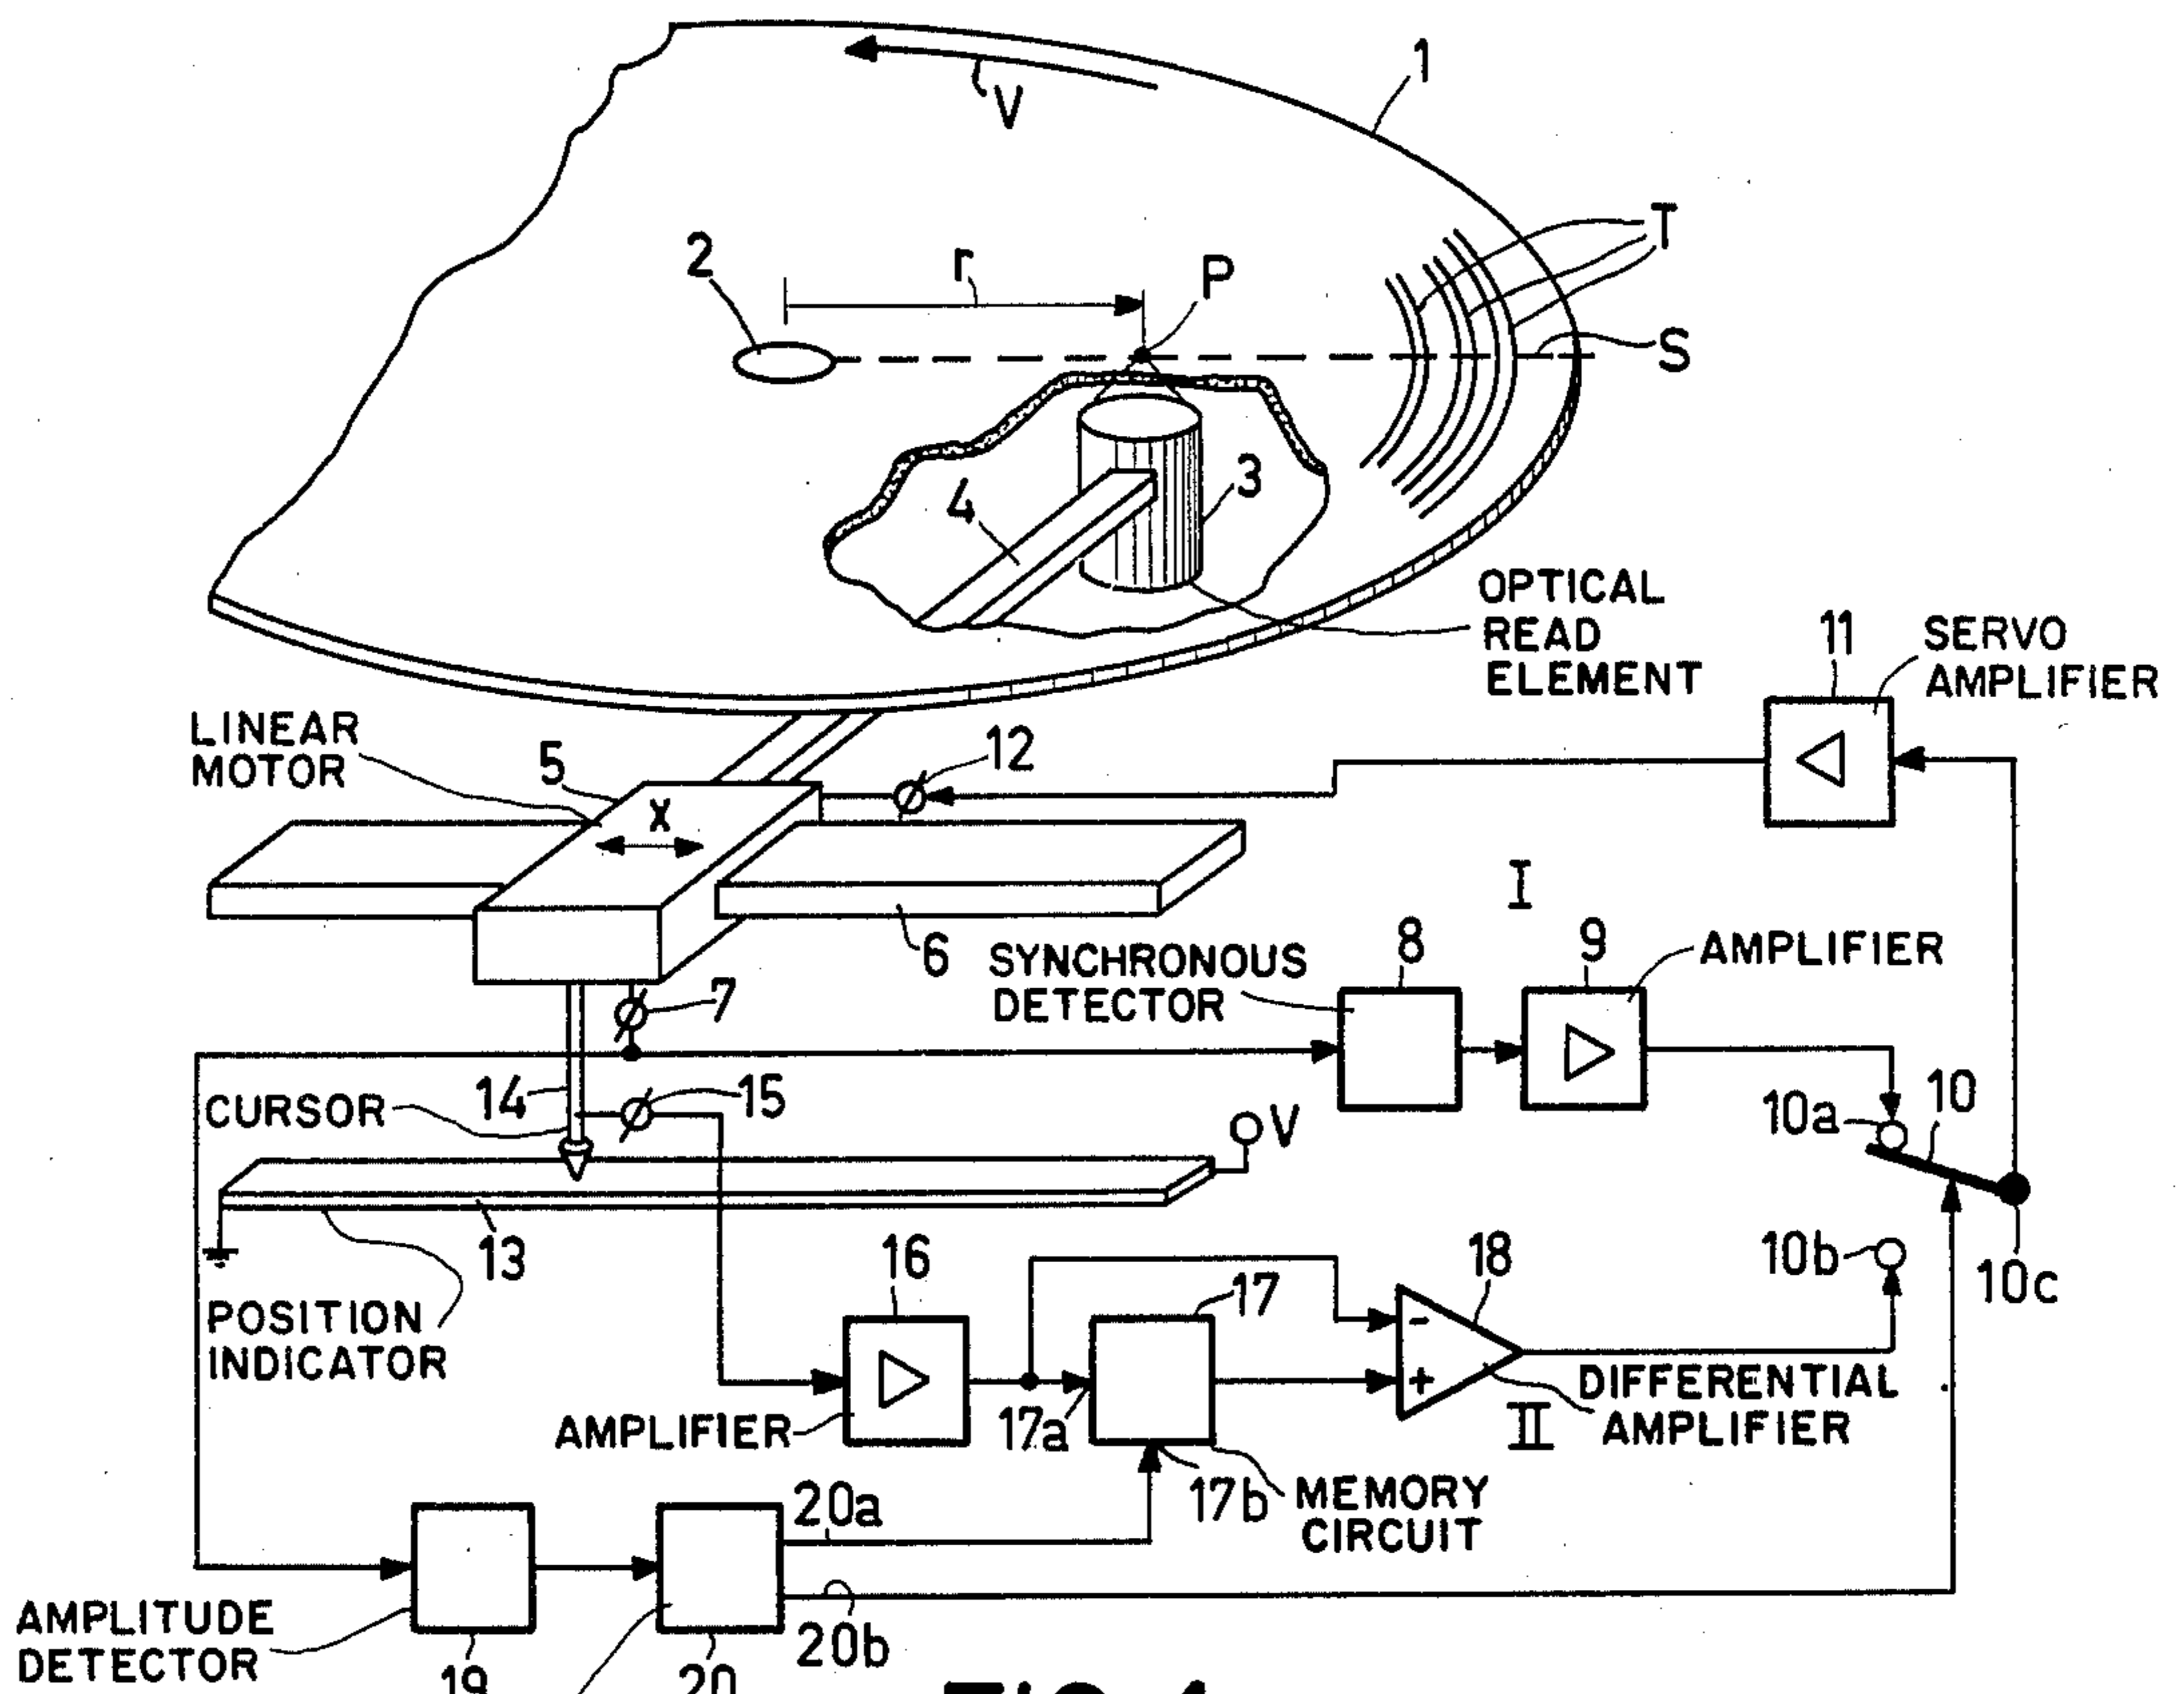 1
V
T
2
r
P
S
3
4
OPTICAL
READ
ELEMENT
11
SERVO
AMPLIFIER
LINEAR
MOTOR
5
12
X
I
6
SYNCHRONOUS
DETECTOR
8
9
AMPLIFIER
7
14
15
CURSOR
V
10a
10
13
16
18
10b
10c
POSITION
INDICATOR
17
-
+
DIFFERENTIAL
AMPLIFIER
II
AMPLIFIER
17a
17b
MEMORY
CIRCUIT
20a
20b
AMPLITUDE
DETECTOR
19
20